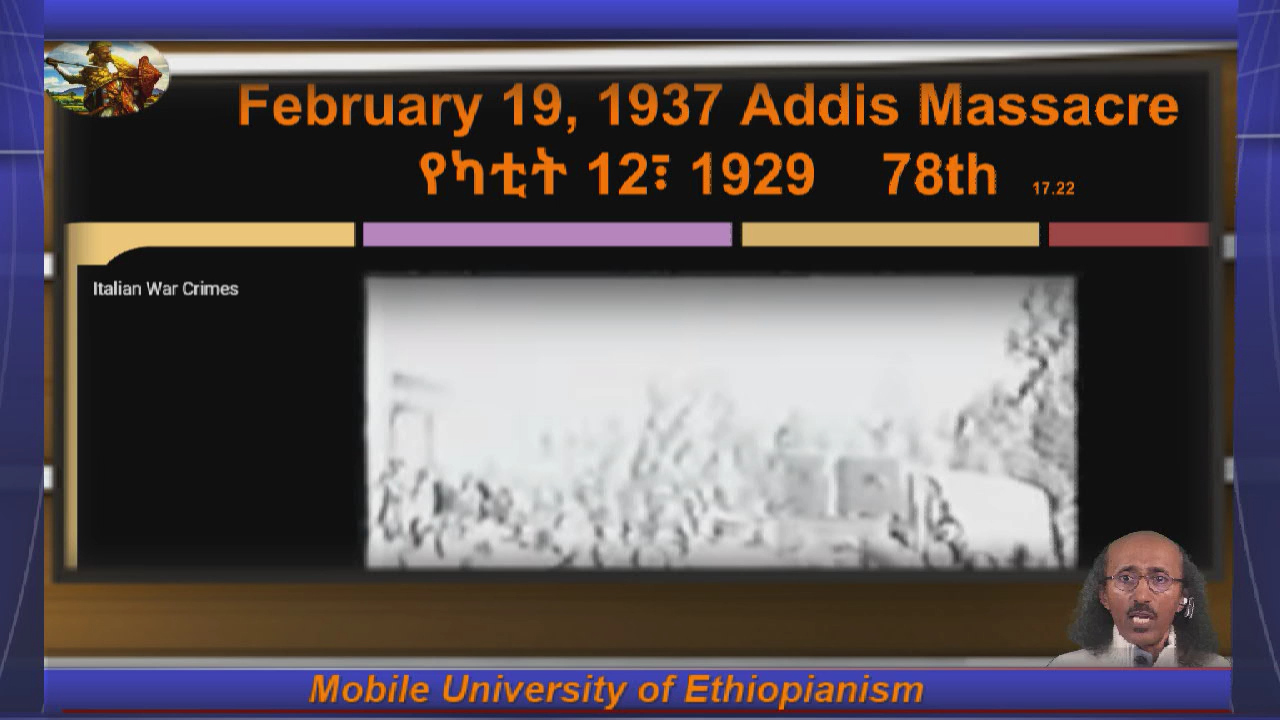 February 19, 1937 Addis Massacre
የካቲት 12፣ 1929 78th 17.22
Italian War Crimes
Mobile University of Ethiopianism